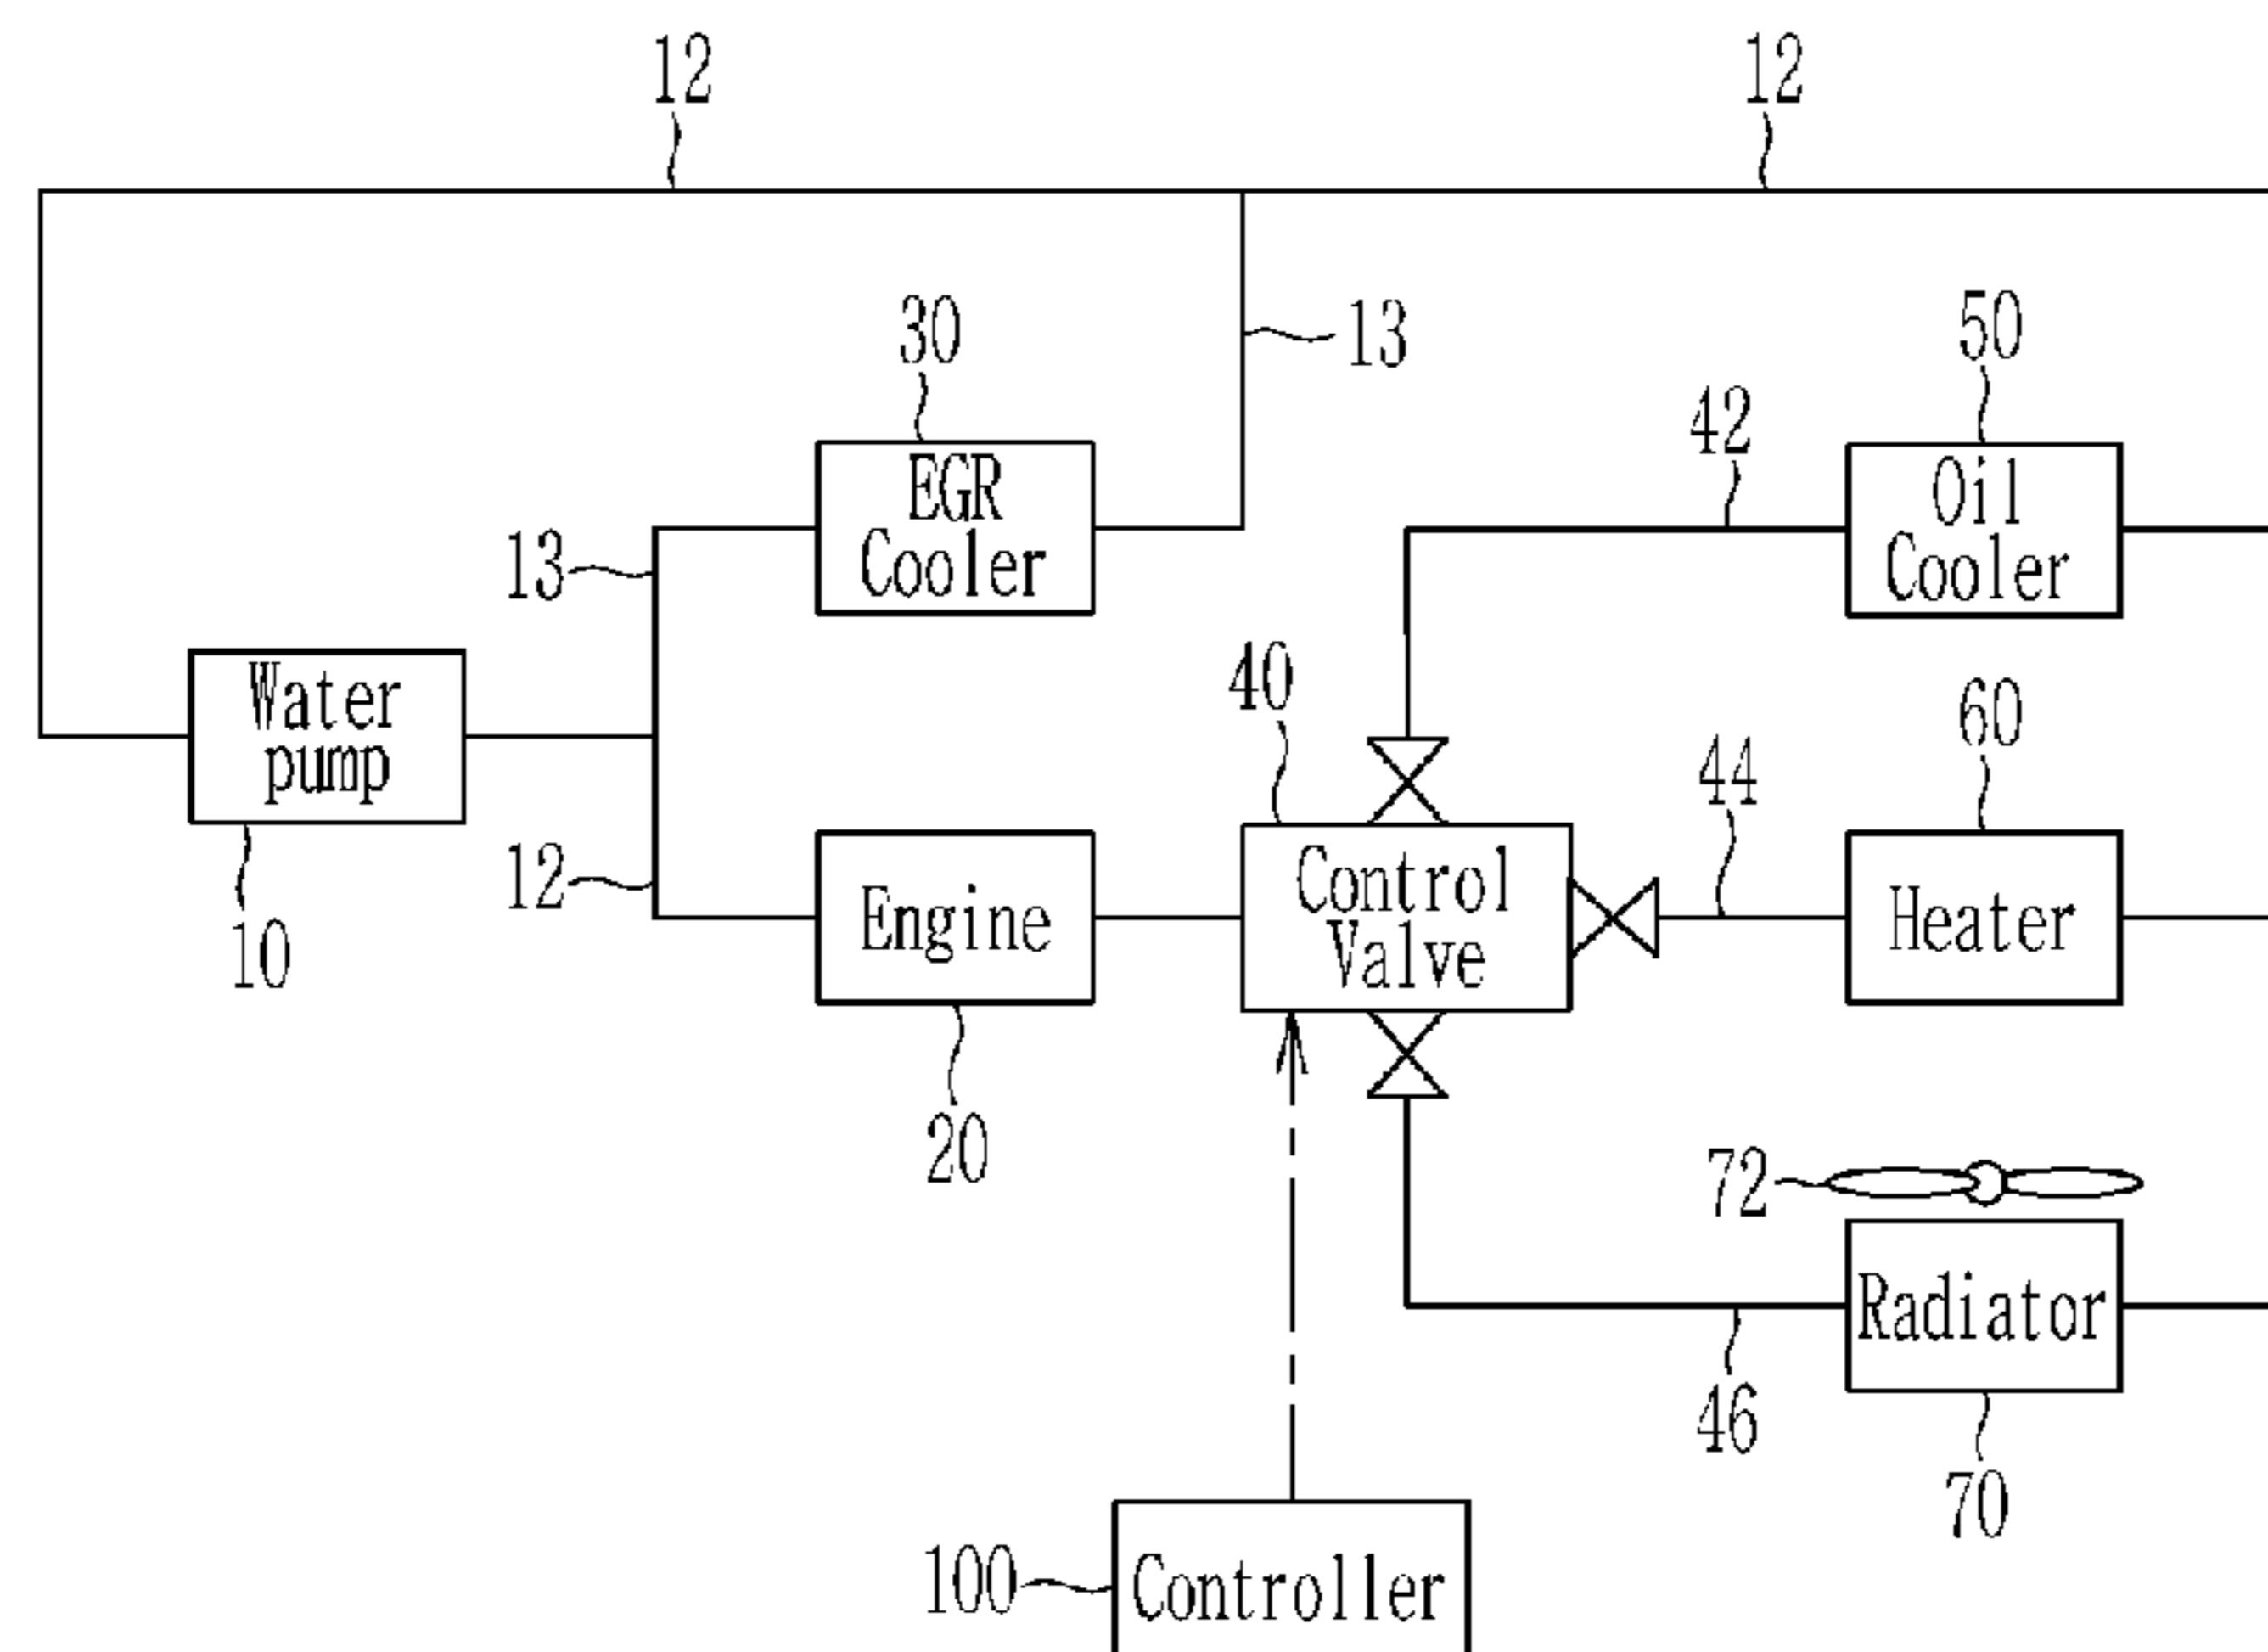 12
12
30
EGR
Cooler
13
50
42
Oil
Cooler
13
Water
pump
10
12
Engine
20
40
Control
Valve
44
60
Heater
72
Radiator
46
70
100
Controller